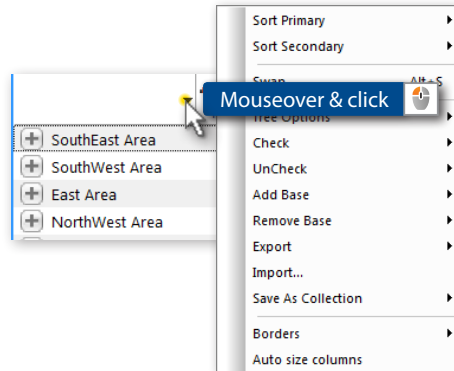 Sort Primary
Sort Secondary
Swap Alt+S
Mouseover & click
Tree Options
SouthEast Area
Check
SouthWest Area
UnCheck
East Area
Add Base
NorthWest Area
Remove Base
Export
Import...
Save As Collection
Borders
Auto size columns